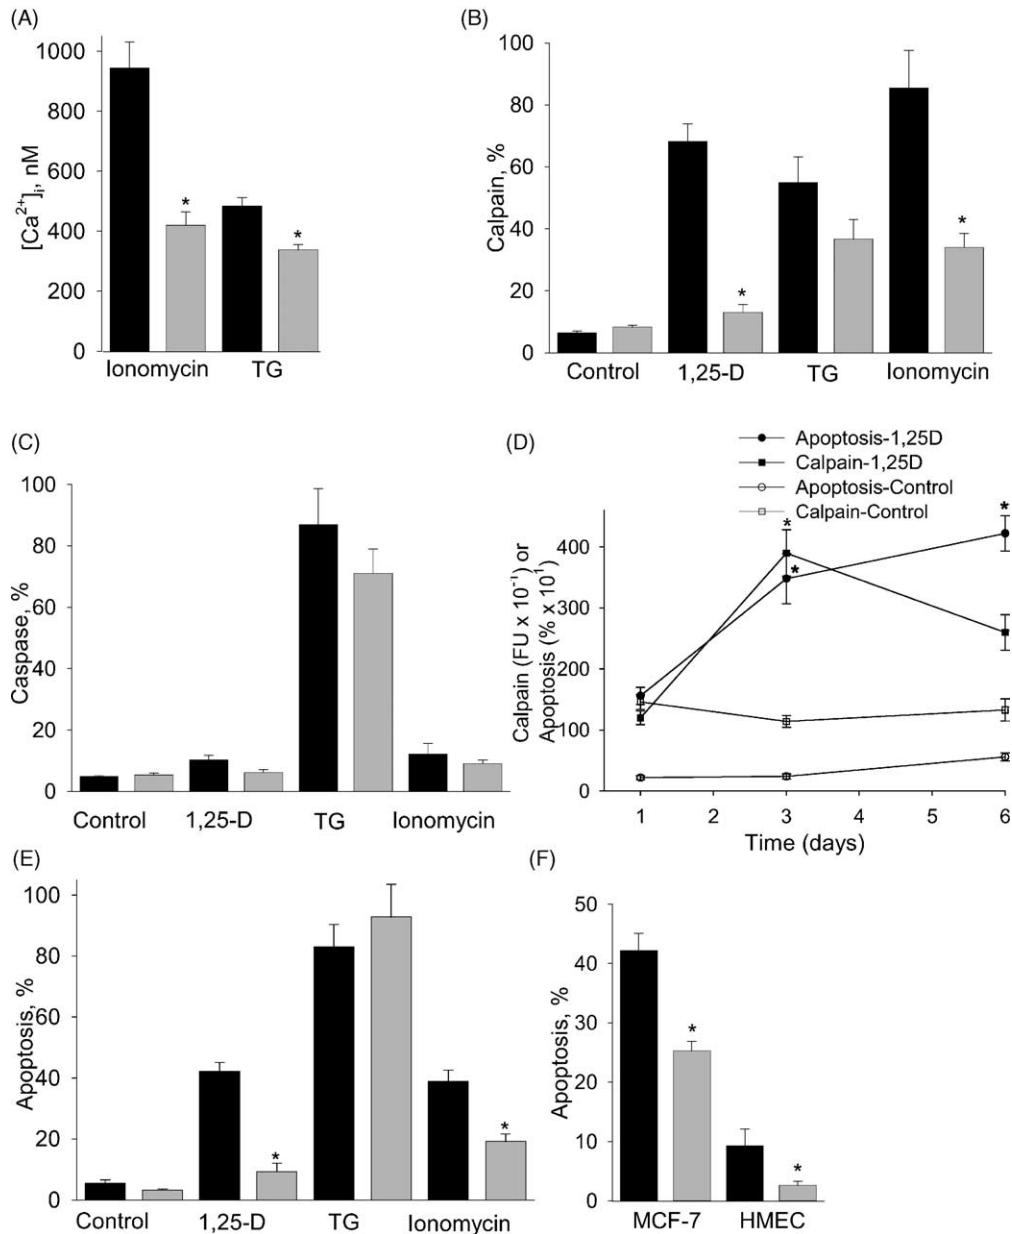 (A)
1000
800
600
400
200
0
[Ca²⁺]ᵢ, nM
*
*
Ionomycin TG
(B)
100
80
60
40
20
0
Calpain, %
*
*
Control 1,25-D TG Ionomycin
(C)
100
80
60
40
20
0
Caspase, %
Control 1,25-D TG Ionomycin
(D)
Apoptosis-1,25D
Calpain-1,25D
Apoptosis-Control
Calpain-Control
400
300
200
100
0
Calpain (FU x 10⁻¹) or
Apoptosis (% x 10¹)
*
*
*
1 2 3 4 5 6
Time (days)
(E)
100
80
60
40
20
0
Apoptosis, %
*
*
Control 1,25-D TG Ionomycin
(F)
50
40
30
20
10
0
Apoptosis, %
*
*
MCF-7 HMEC